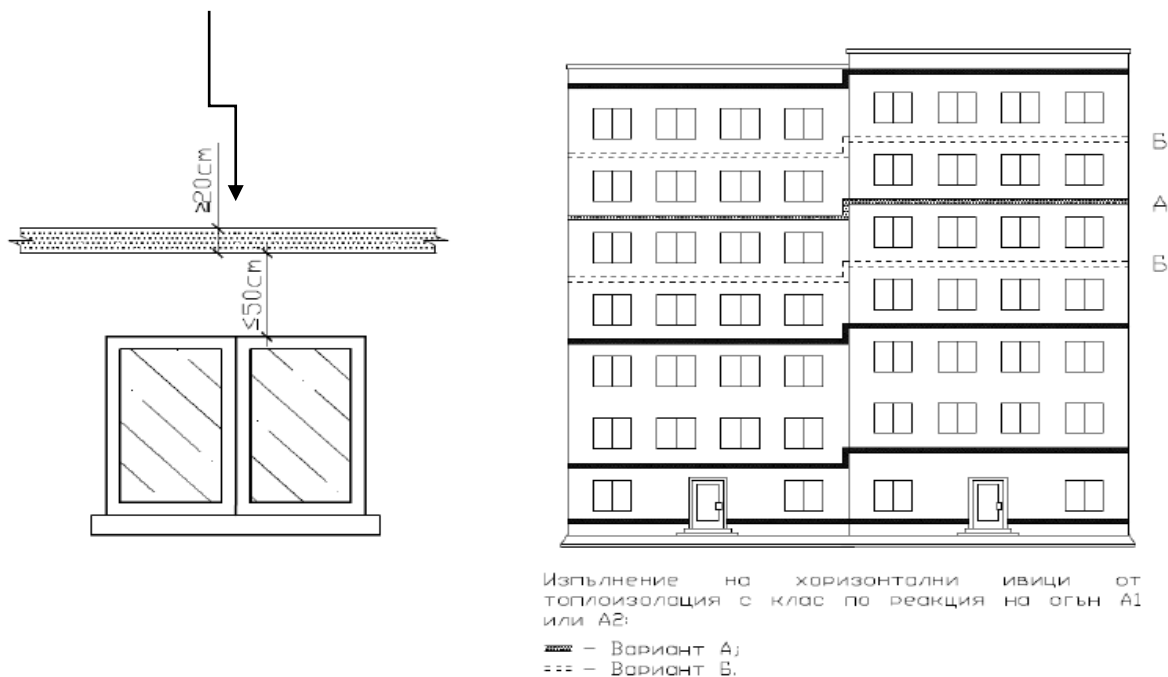 ≥20cm
≤50cm
Б
А
Б
Изпълнение на хоризонтални ивици от
топлоизолация с клас по реакция на огън А1
или А2:
– Вариант А;
– Вариант Б.